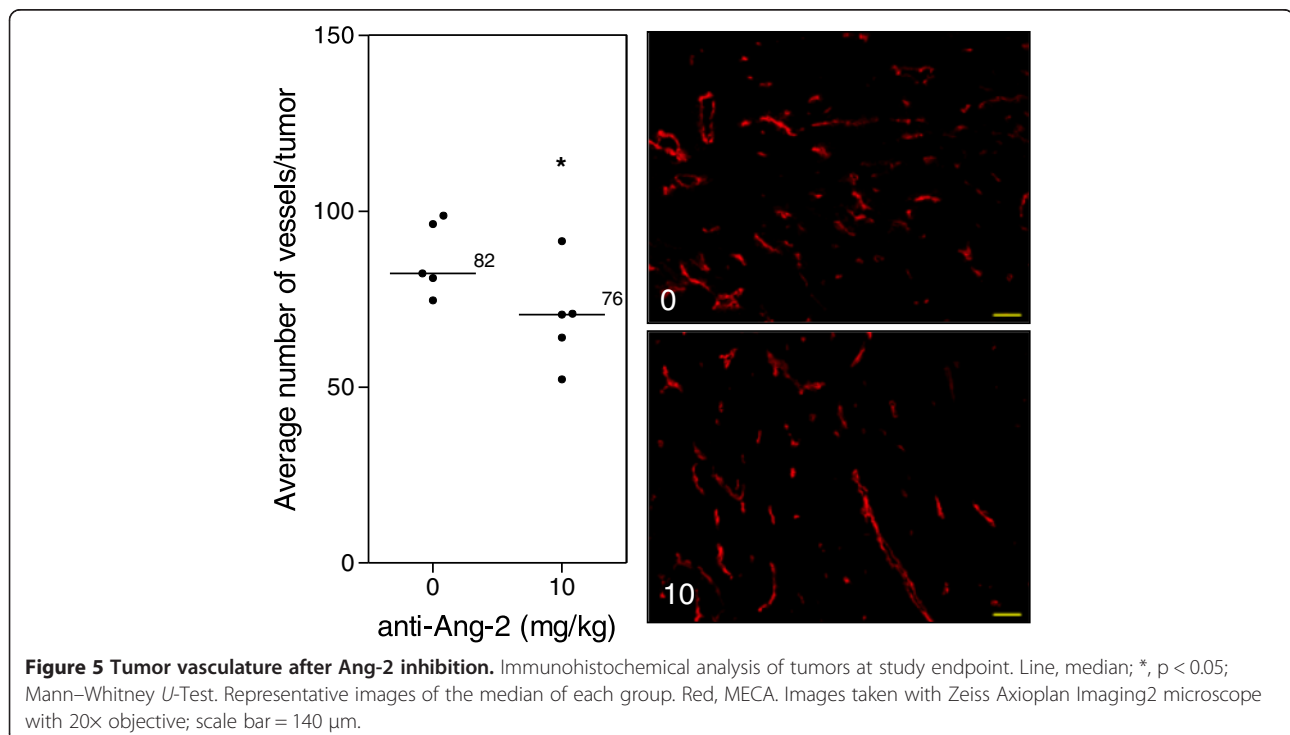 150
100
50
0
Average number of vessels/tumor
*
82
76
0
10
anti-Ang-2 (mg/kg)
0
10
Figure 5 Tumor vasculature after Ang-2 inhibition. Immunohistochemical analysis of tumors at study endpoint. Line, median; *, p < 0.05;
Mann–Whitney U-Test. Representative images of the median of each group. Red, MECA. Images taken with Zeiss Axioplan Imaging2 microscope
with 20× objective; scale bar = 140 μm.